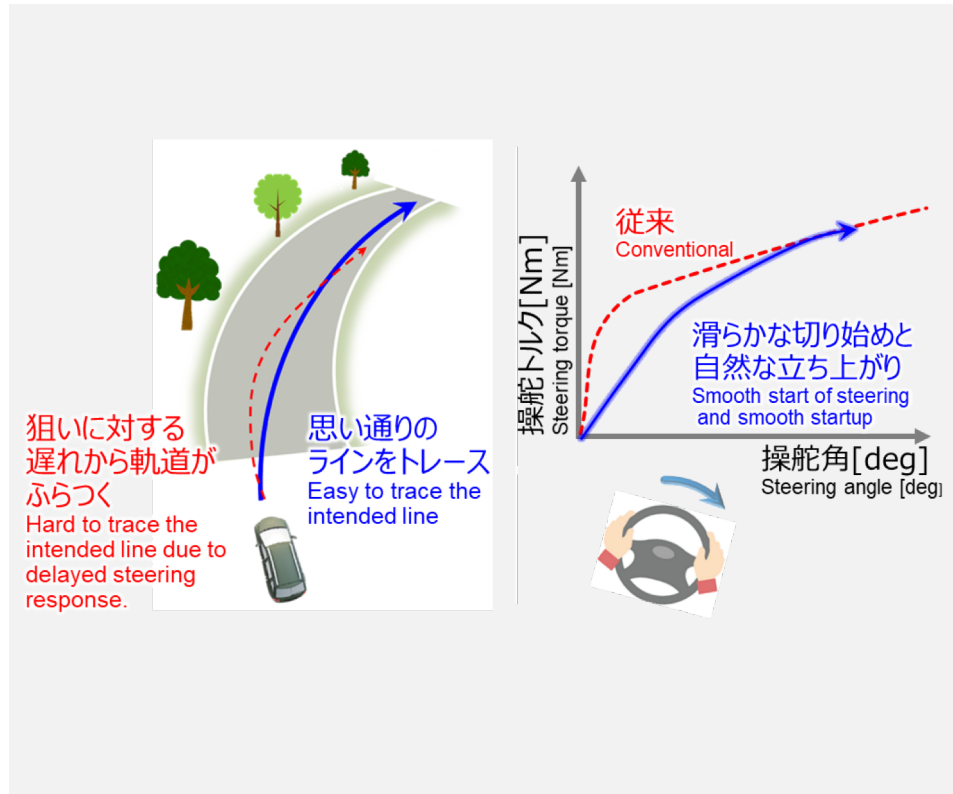 狙いに対する
遅れから軌道が
ふらつく
Hard to trace the
intended line due to
delayed steering
response.
思い通りの
ラインをトレース
Easy to trace the
intended line
操舵トルク[Nm]
Steering torque [Nm]
従来
Conventional
滑らかな切り始めと
自然な立ち上がり
Smooth start of steering
and smooth startup
操舵角[deg]
Steering angle [deg]